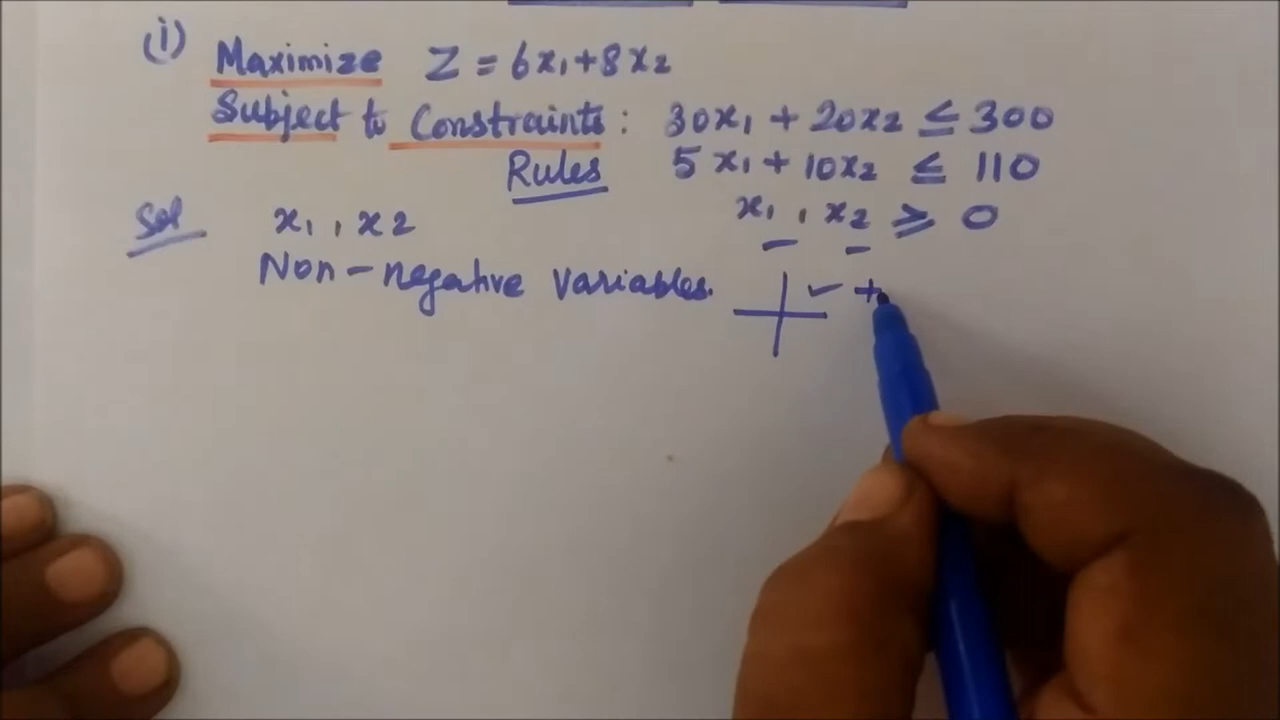 (i) Maximize Z = 6x₁+8x₂
Subject to Constraints : 30x₁ + 20x₂ ≤ 300
Rules 5x₁ + 10x₂ ≤ 110
Sol x₁ , x₂ x₁ , x₂ ≥ 0
Non-negative variables. +